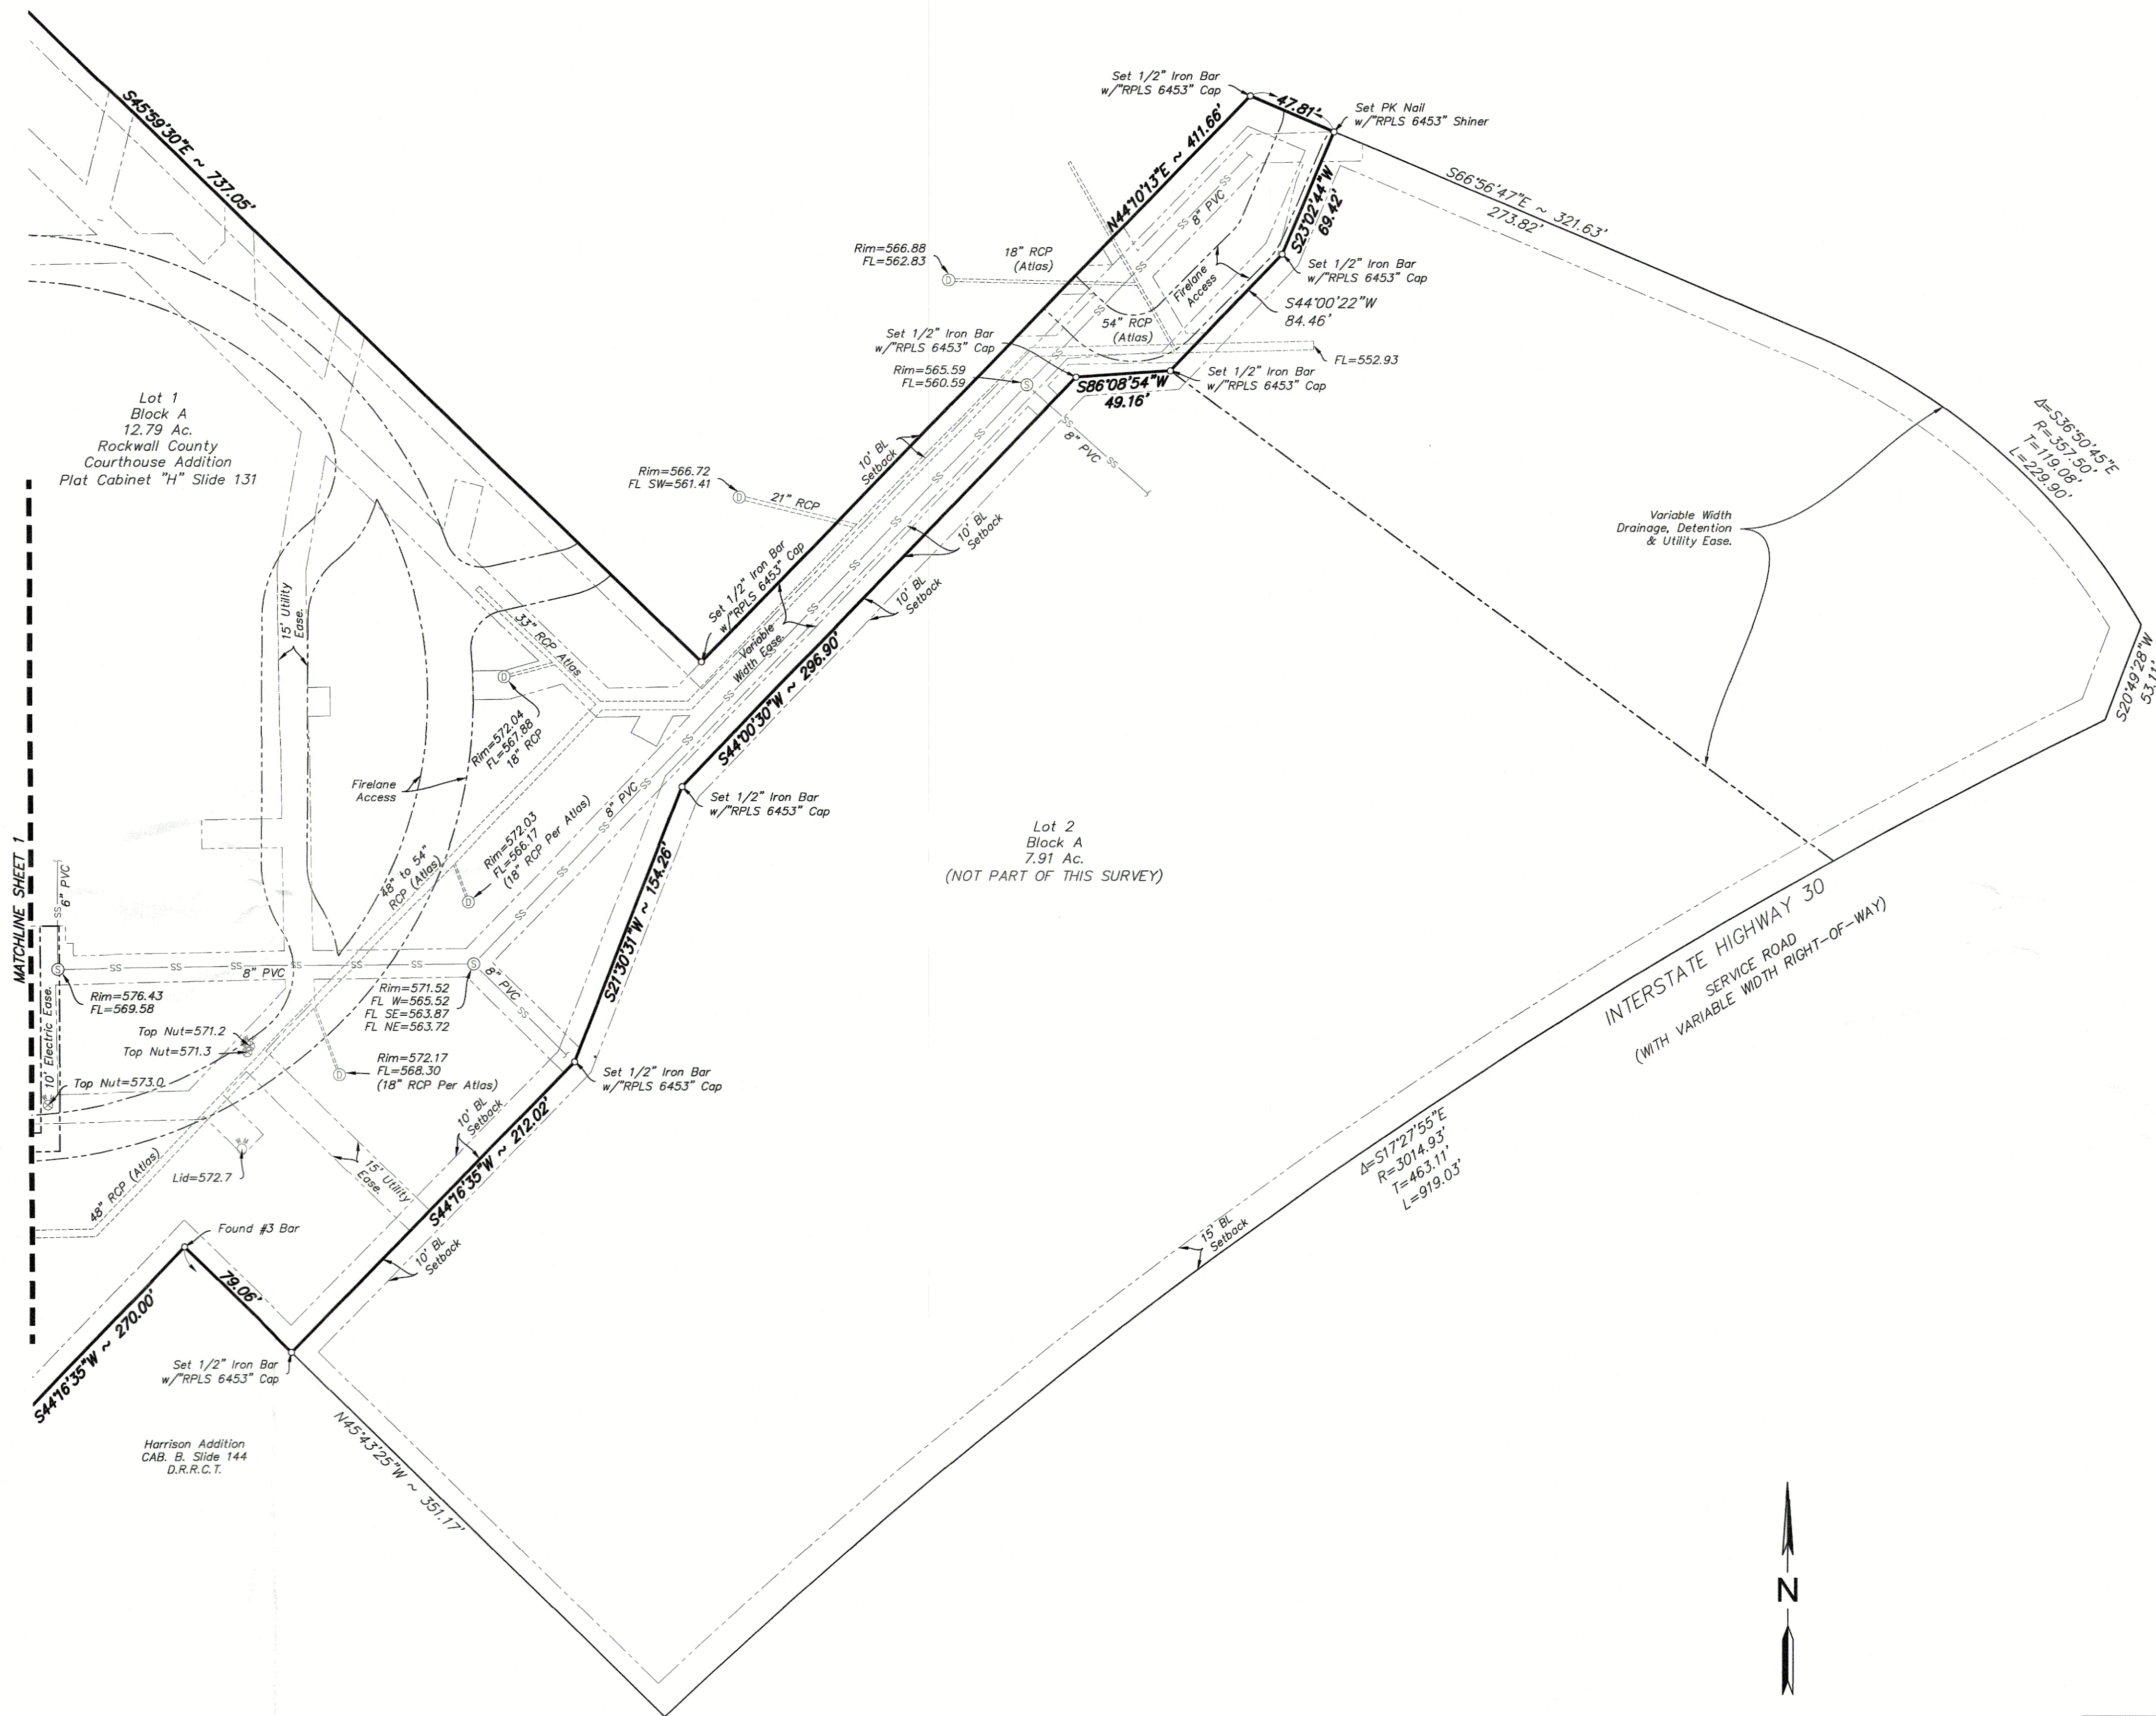 S45°59'30"E ~ 737.05'
Set 1/2" Iron Bar
w/"RPLS 6453" Cap
47.81'
Set PK Nail
w/"RPLS 6453" Shiner
N44°10'13"E ~ 411.66'
S23°02'44"W
69.42'
S66°56'47"E ~ 321.63'
273.82'
8" PVC
SS
SS
SS
Rim=566.88
FL=562.83
D
18" RCP
(Atlas)
Firelane
Access
Set 1/2" Iron Bar
w/"RPLS 6453" Cap
S44°00'22"W
84.46'
54" RCP
(Atlas)
Set 1/2" Iron Bar
w/"RPLS 6453" Cap
FL=552.93
Rim=565.59
FL=560.59
S
S86°08'54"W
49.16'
Set 1/2" Iron Bar
w/"RPLS 6453" Cap
SS
8" PVC
SS
Lot 1
Block A
12.79 Ac.
Rockwall County
Courthouse Addition
Plat Cabinet "H" Slide 131
Δ=S36°50'45"E
R=357.50'
T=119.08'
L=229.90'
10' BL
Setback
Rim=566.72
FL SW=561.41
D
21" RCP
Variable Width
Drainage, Detention
& Utility Ease.
10' BL
Setback
10' BL
Setback
Set 1/2" Iron Bar
w/"RPLS 6453" Cap
15' Utility
Ease.
33" RCP Atlas
Variable
Width Ease.
S44°00'30"W ~ 296.90'
S20°49'28"W
53.11'
D
Rim=572.04
FL=567.88
18" RCP
Firelane
Access
8" PVC
Set 1/2" Iron Bar
w/"RPLS 6453" Cap
Rim=572.03
FL=566.17
(18" RCP Per Atlas)
D
48" to 54"
RCP (Atlas)
Lot 2
Block A
7.91 Ac.
(NOT PART OF THIS SURVEY)
MATCHLINE SHEET 1
6" PVC
SS
S21°30'31"W ~ 154.26'
INTERSTATE HIGHWAY 30
SERVICE ROAD
(WITH VARIABLE WIDTH RIGHT-OF-WAY)
S
SS
SS
SS
SS
SS
SS
8" PVC
S
8" PVC
Rim=576.43
FL=569.58
Rim=571.52
FL W=565.52
FL SE=563.87
FL NE=563.72
10' Electric Ease.
Top Nut=571.2
Top Nut=571.3
Top Nut=573.0
D
Rim=572.17
FL=568.30
(18" RCP Per Atlas)
Set 1/2" Iron Bar
w/"RPLS 6453" Cap
10' BL
Setback
S44°16'35"W ~ 212.02'
Δ=S17°27'55"E
R=3014.93'
T=463.11'
L=919.03'
Lid=572.7
15' Utility
Ease.
48" RCP (Atlas)
Found #3 Bar
10' BL
Setback
15' BL
Setback
79.06'
S44°16'35"W ~ 270.00'
Set 1/2" Iron Bar
w/"RPLS 6453" Cap
N45°43'25"W ~ 351.17'
Harrison Addition
CAB. B. Slide 144
D.R.R.C.T.
N